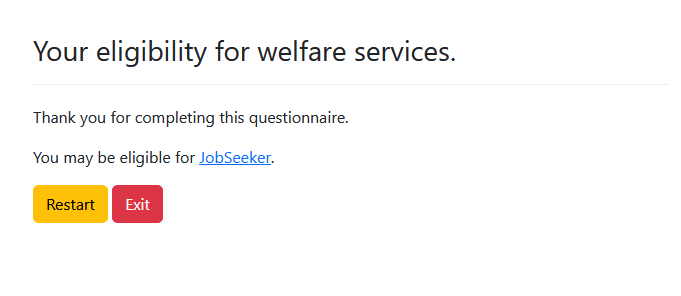 Your eligibility for welfare services.
Thank you for completing this questionnaire.
You may be eligible for JobSeeker.
Restart Exit